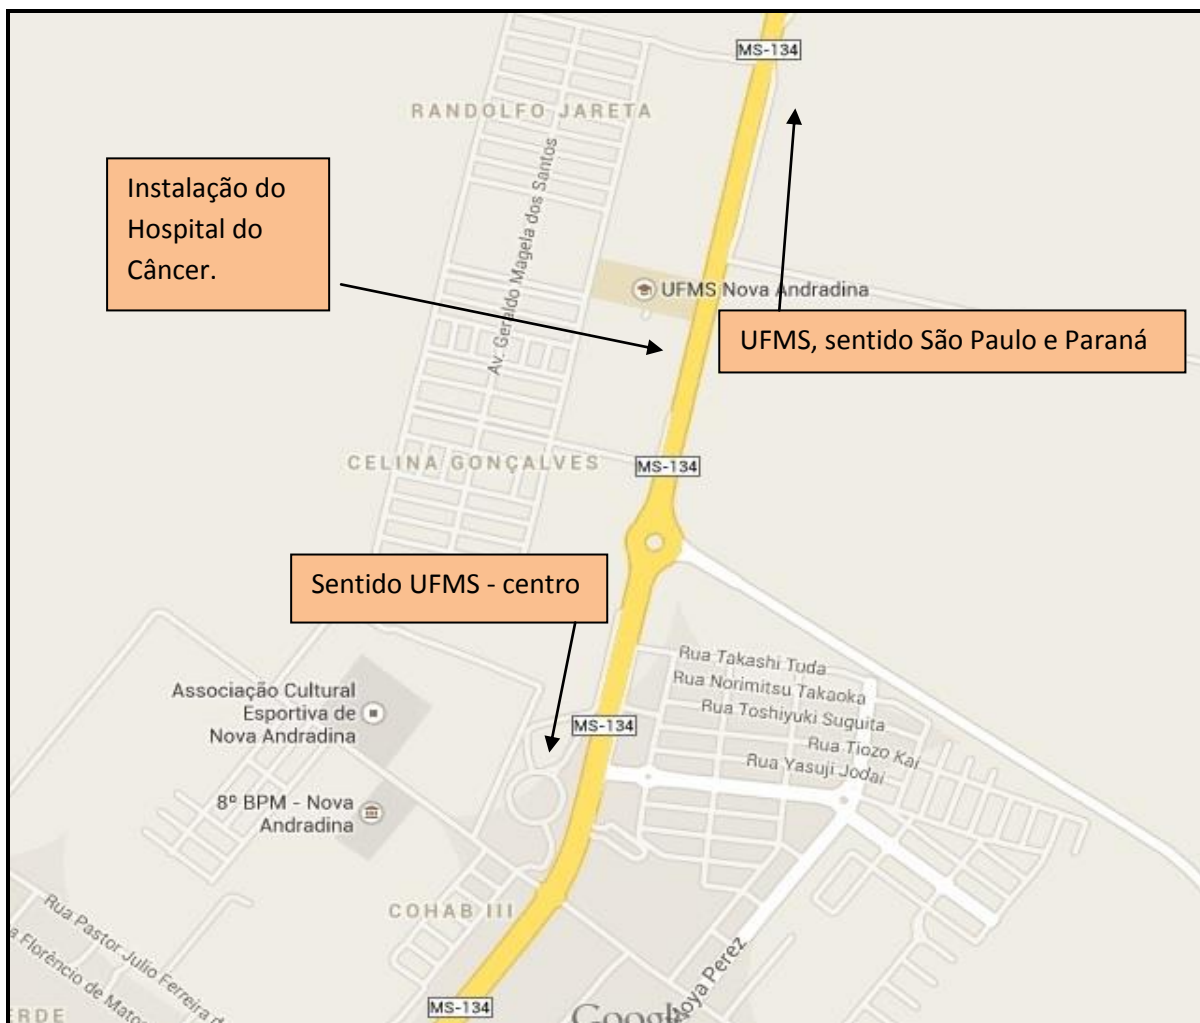 MS-134
RANDOLFO JARETA
Av. Geraldo Magela dos Santos
Instalação do
Hospital do
Câncer.
UFMS Nova Andradina
UFMS, sentido São Paulo e Paraná
CELINA GONÇALVES
MS-134
Sentido UFMS - centro
Rua Takashi Tuda
Rua Norimitsu Takaoka
Rua Toshiyuki Suguita
Rua Tiozo Kai
Rua Yasuji Jodai
Associação Cultural
Esportiva de
Nova Andradina
MS-134
8º BPM - Nova
Andradina
COHAB III
Rua Pastor Julio Ferreira d
a Florêncio de Matos
oya Perez
MS-134
Google
ERDE